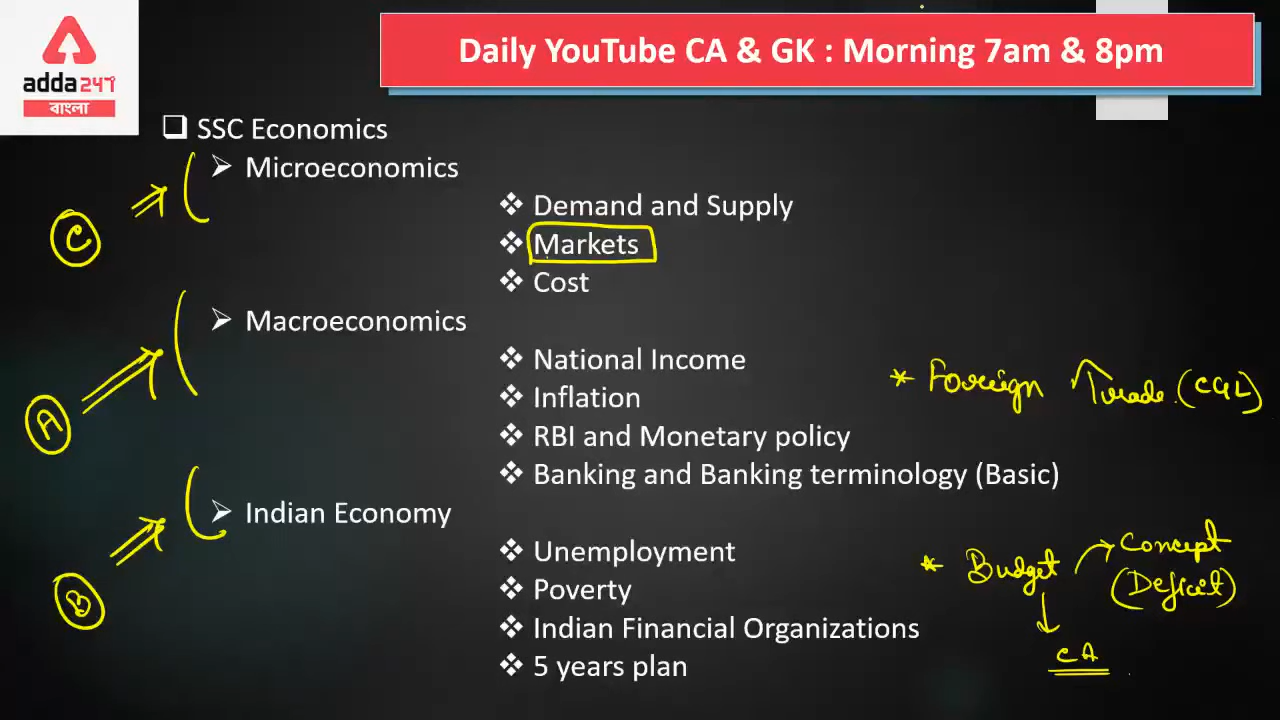 adda247
বাংলা
Daily YouTube CA & GK : Morning 7am & 8pm
SSC Economics
Microeconomics
Demand and Supply
Markets
Cost
C
Macroeconomics
National Income
Inflation
RBI and Monetary policy
Banking and Banking terminology (Basic)
A
* Foreign Trade (CGL)
Indian Economy
Unemployment
Poverty
Indian Financial Organizations
5 years plan
B
* Budget
Concept
(Deficit)
CA